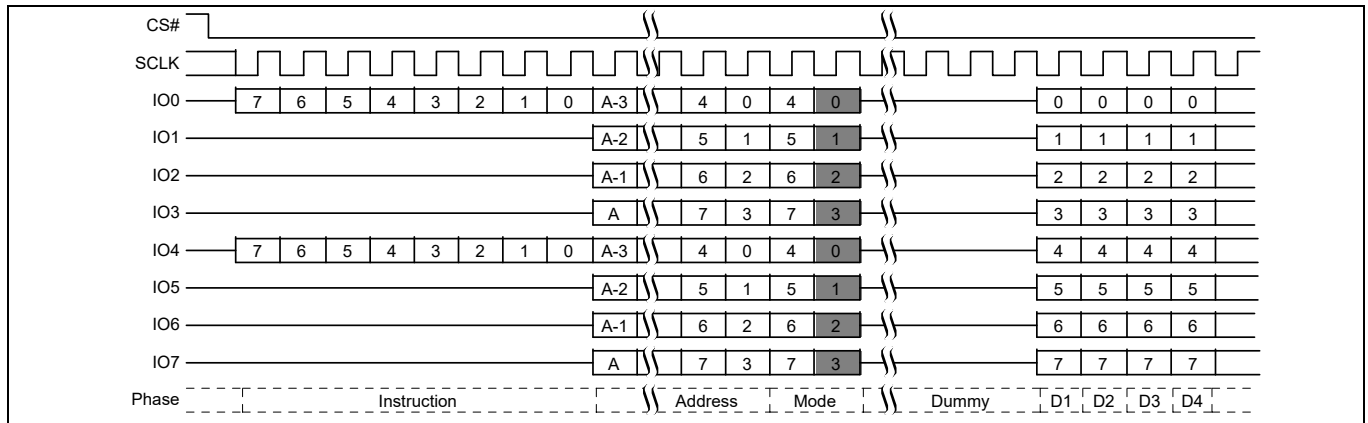 CS#
SCLK
IO0 7 6 5 4 3 2 1 0 A-3 4 0 4 0 0 0 0 0
IO1 A-2 5 1 5 1 1 1 1 1
IO2 A-1 6 2 6 2 2 2 2 2
IO3 A 7 3 7 3 3 3 3 3
IO4 7 6 5 4 3 2 1 0 A-3 4 0 4 0 4 4 4 4
IO5 A-2 5 1 5 1 5 5 5 5
IO6 A-1 6 2 6 2 6 6 6 6
IO7 A 7 3 7 3 7 7 7 7
Phase Instruction Address Mode Dummy D1 D2 D3 D4